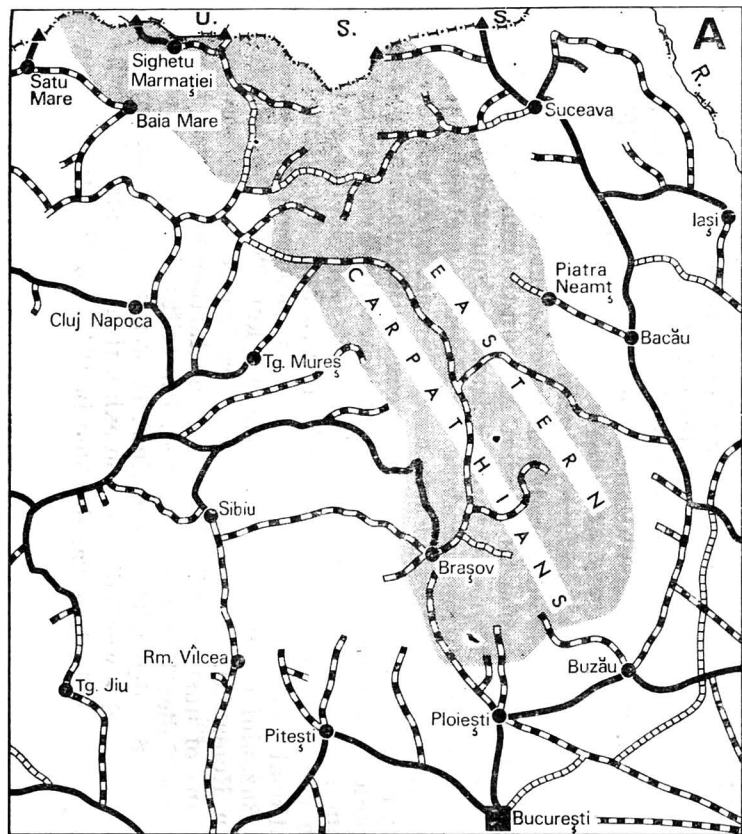 U. S. S.
R.
A
Satu
Mare
Sighetu
Marmației
Baia Mare
Suceava
Iași
Piatra
Neamț
Cluj Napoca
Bacău
Tg. Mureș
EASTERN
CARPATHIANS
Sibiu
Brașov
Rm. Vîlcea
Tg. Jiu
Buzău
Ploiești
Pitești
București